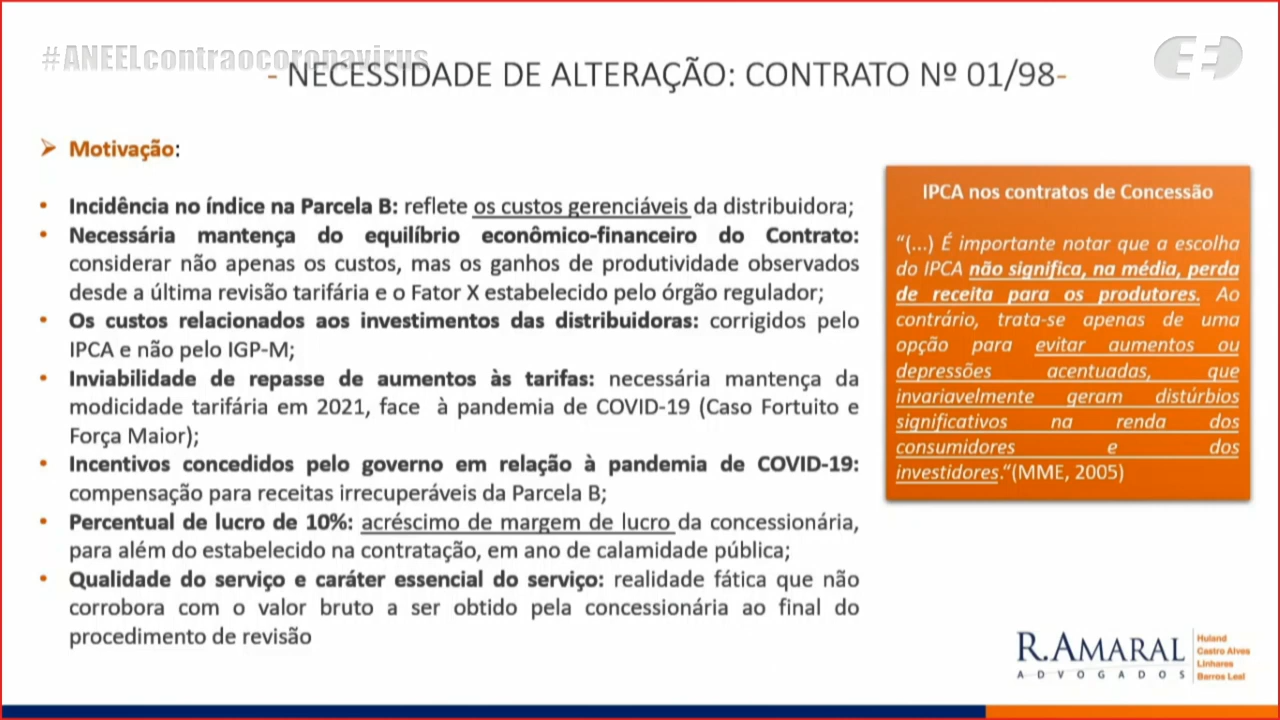 #ANEELcontraocoronavirus
- NECESSIDADE DE ALTERAÇÃO: CONTRATO Nº 01/98-
Motivação:
• Incidência no índice na Parcela B: reflete os custos gerenciáveis da distribuidora;
• Necessária mantença do equilíbrio econômico-financeiro do Contrato:
considerar não apenas os custos, mas os ganhos de produtividade observados
desde a última revisão tarifária e o Fator X estabelecido pelo órgão regulador;
• Os custos relacionados aos investimentos das distribuidoras: corrigidos pelo
IPCA e não pelo IGP-M;
• Inviabilidade de repasse de aumentos às tarifas: necessária mantença da
modicidade tarifária em 2021, face à pandemia de COVID-19 (Caso Fortuito e
Força Maior);
• Incentivos concedidos pelo governo em relação à pandemia de COVID-19:
compensação para receitas irrecuperáveis da Parcela B;
• Percentual de lucro de 10%: acréscimo de margem de lucro da concessionária,
para além do estabelecido na contratação, em ano de calamidade pública;
• Qualidade do serviço e caráter essencial do serviço: realidade fática que não
corrobora com o valor bruto a ser obtido pela concessionária ao final do
procedimento de revisão
IPCA nos contratos de Concessão
“(...) É importante notar que a escolha
do IPCA não significa, na média, perda
de receita para os produtores. Ao
contrário, trata-se apenas de uma
opção para evitar aumentos ou
depressões acentuadas, que
invariavelmente geram distúrbios
significativos na renda dos
consumidores e dos
investidores.“(MME, 2005)
R.AMARAL
ADVOGADOS
Huland
Castro Alves
Linhares
Barros Leal